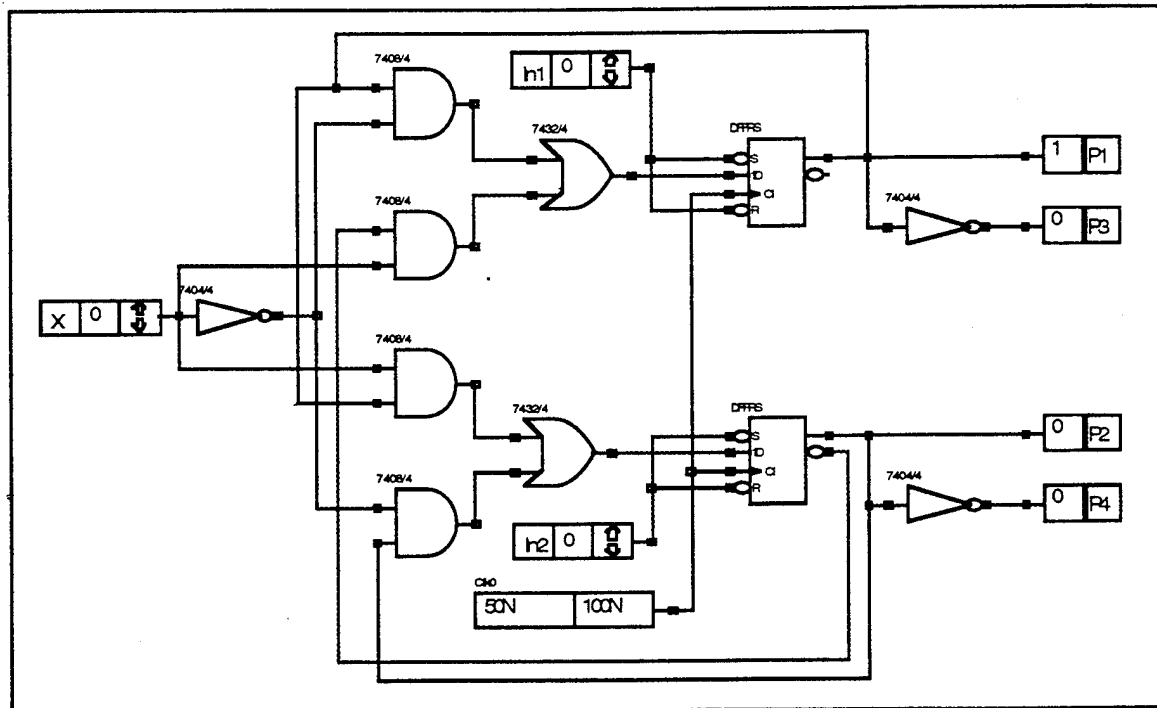 7408/4
In1 0
7432/4
DFFRS
S
1D
C1
R
1 P1
7408/4
7404/4
0 P3
7404/4
X 0
7408/4
7432/4
DFFRS
S
1D
C1
R
0 P2
7408/4
7404/4
0 P4
In2 0
Clk0
50N 100N